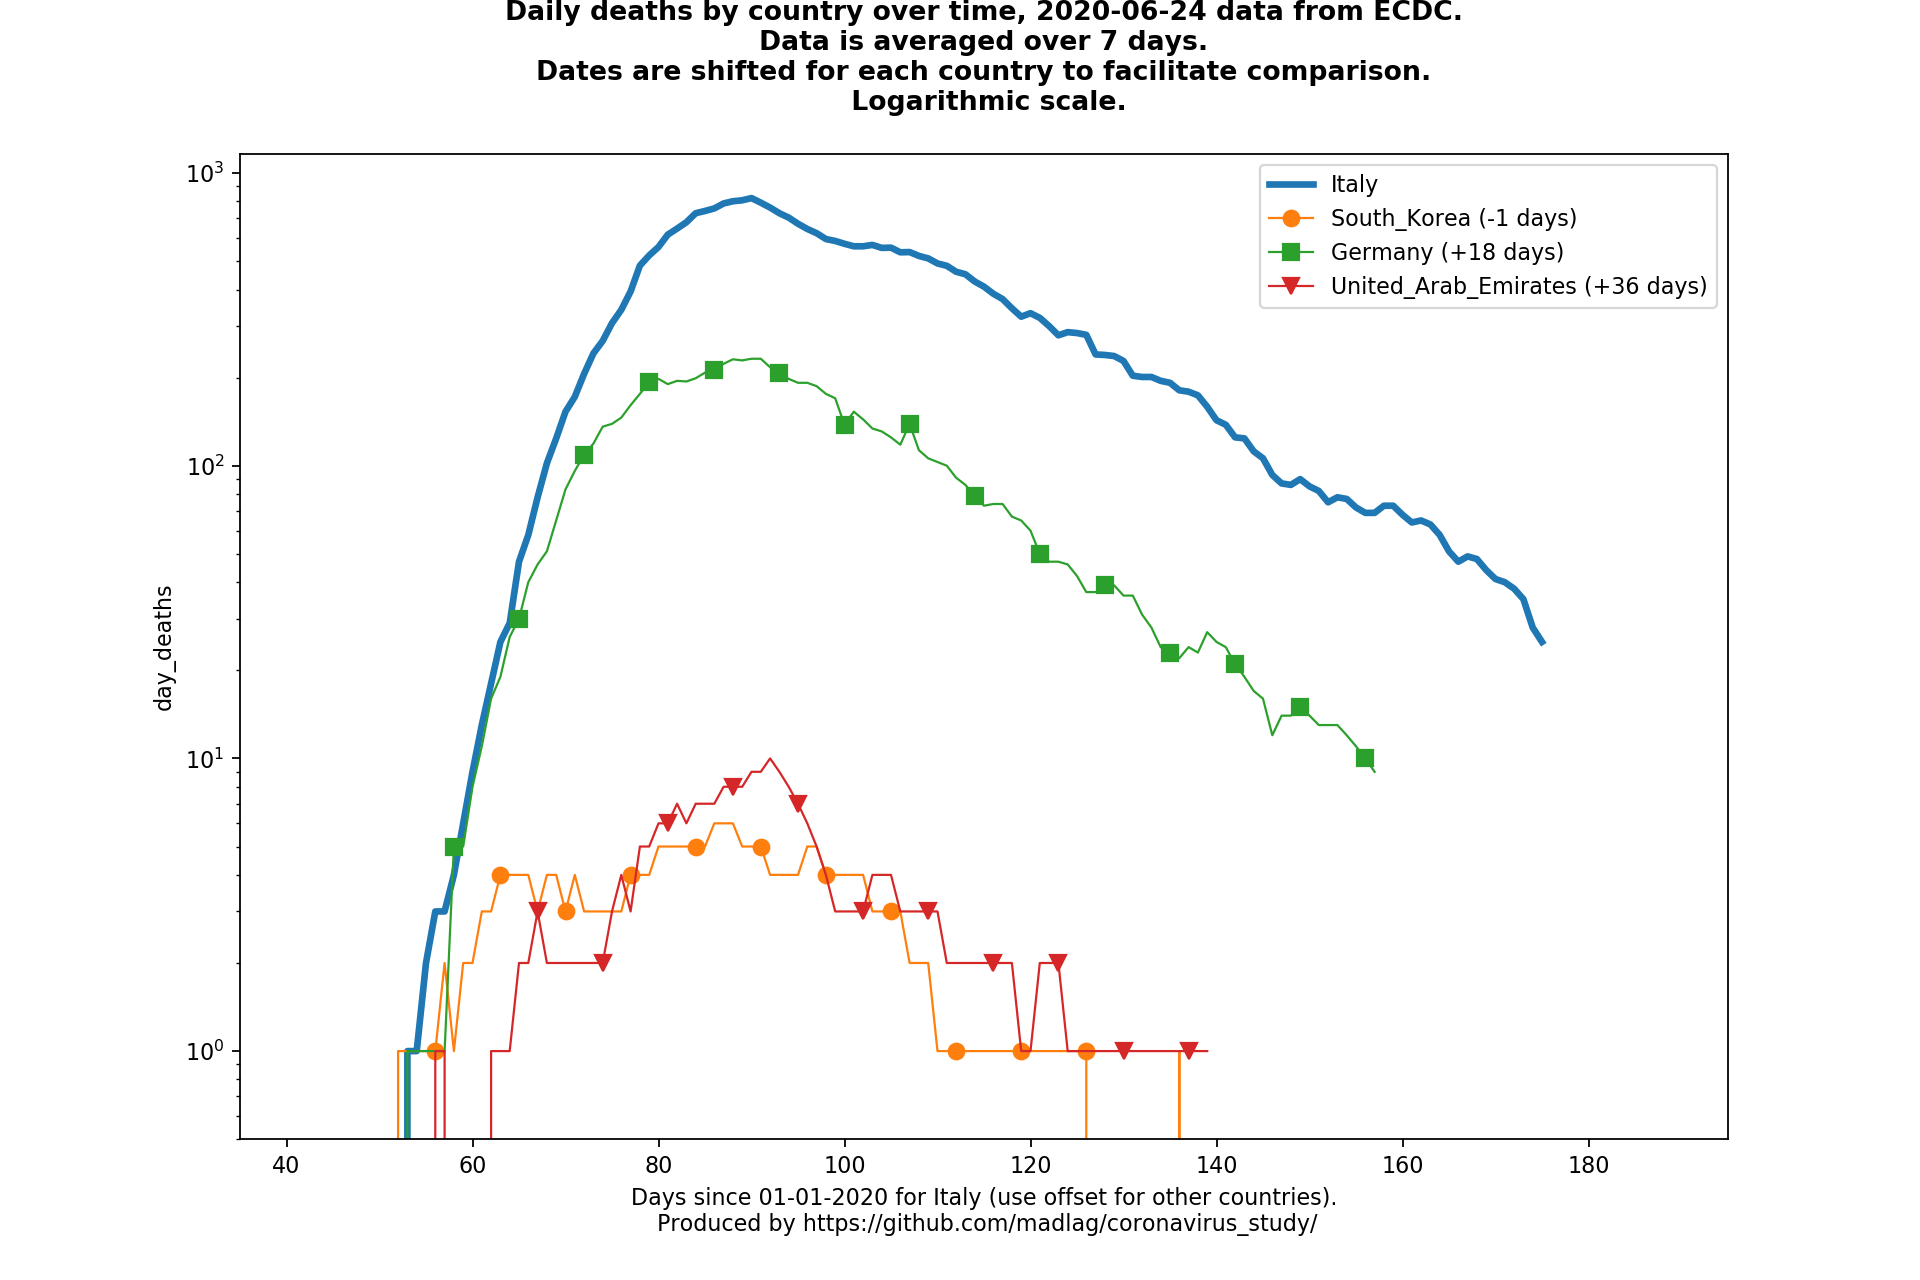 Daily deaths by country over time, 2020-06-24 data from ECDC.
Data is averaged over 7 days.
Dates are shifted for each country to facilitate comparison.
Logarithmic scale.
10³
Italy
South_Korea (-1 days)
Germany (+18 days)
United_Arab_Emirates (+36 days)
10²
day_deaths
10¹
10⁰
40 60 80 100 120 140 160 180
Days since 01-01-2020 for Italy (use offset for other countries).
Produced by https://github.com/madlag/coronavirus_study/